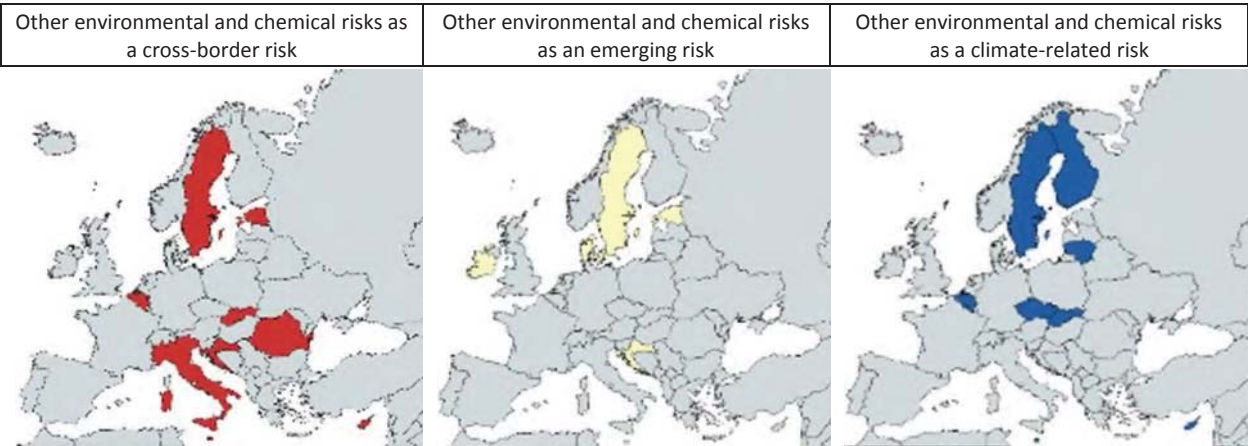 Other environmental and chemical risks as
a cross-border risk
Other environmental and chemical risks
as an emerging risk
Other environmental and chemical risks
as a climate-related risk